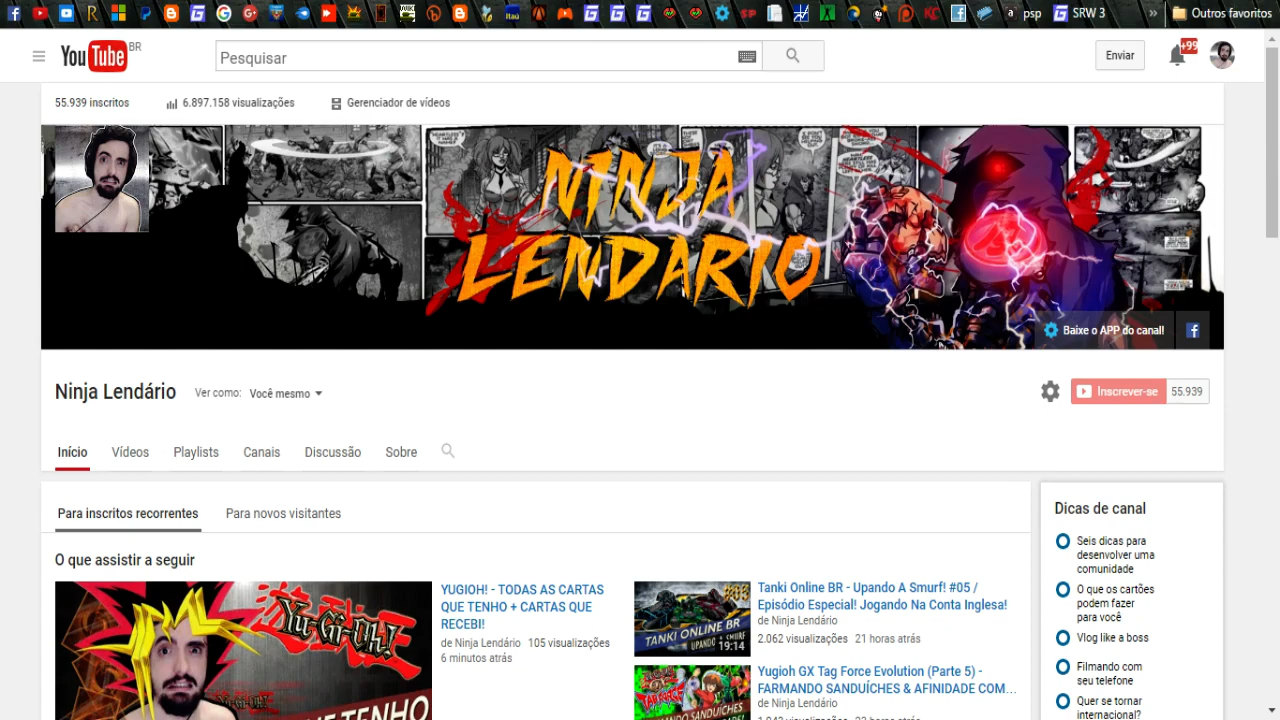 psp
SRW 3
»
Outros favoritos
YouTube BR
Pesquisar
Enviar
+99
55.939 inscritos
6.897.158 visualizações
Gerenciador de vídeos
NINJA
LENDARIO
Baixe o APP do canal!
Ninja Lendário
Ver como: Você mesmo
Inscrever-se
55.939
Início
Vídeos
Playlists
Canais
Discussão
Sobre
Para inscritos recorrentes
Para novos visitantes
O que assistir a seguir
Yu-Gi-Oh!
YUGIOH! - TODAS AS CARTAS
QUE TENHO + CARTAS QUE
RECEBI!
de Ninja Lendário 105 visualizações
6 minutos atrás
#05
TANKI ONLINE
UPANDO A SMURF
19:14
Tanki Online BR - Upando A Smurf! #05 /
Episódio Especial! Jogando Na Conta Inglesa!
de Ninja Lendário
2.062 visualizações 21 horas atrás
Yugioh GX Tag Force Evolution (Parte 5) -
FARMANDO SANDUÍCHES & AFINIDADE COM...
de Ninja Lendário
Dicas de canal
Seis dicas para
desenvolver uma
comunidade
O que os cartões
podem fazer
para você
Vlog like a boss
Filmando com
seu telefone
Quer se tornar
internacional?